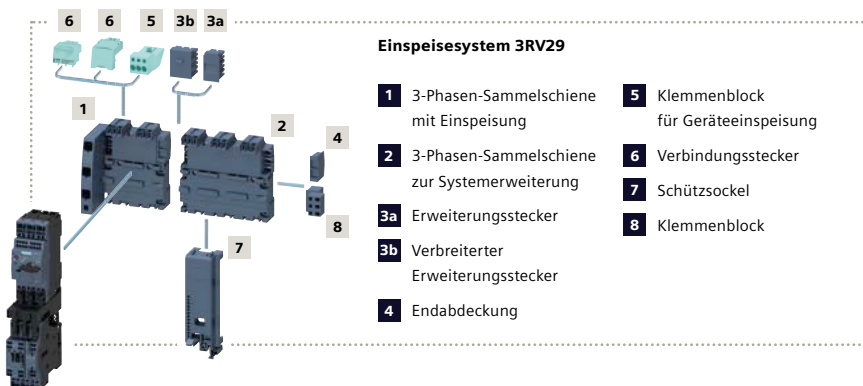 6 6 5 3b 3a
1
2
4
8
7
Einspeisesystem 3RV29
1 3-Phasen-Sammelschiene
mit Einspeisung
2 3-Phasen-Sammelschiene
zur Systemerweiterung
3a Erweiterungsstecker
3b Verbreiterter
Erweiterungsstecker
4 Endabdeckung
5 Klemmenblock
für Geräteeinspeisung
6 Verbindungsstecker
7 Schützsockel
8 Klemmenblock